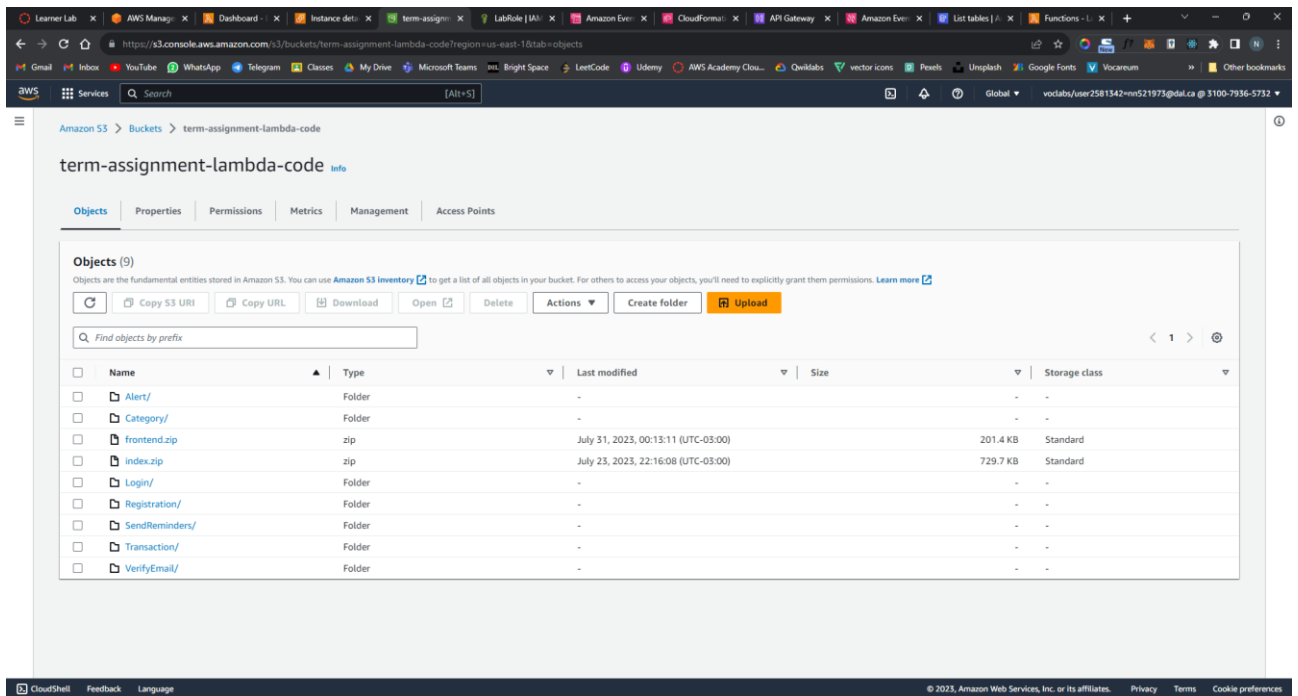 Learner Lab
AWS Manage
Dashboard -
Instance deta
term-assignm
LabRole | IAM
Amazon Even
CloudFormati
API Gateway
Amazon Even
List tables | A
Functions - L
https://s3.console.aws.amazon.com/s3/buckets/term-assignment-lambda-code?region=us-east-1&tab=objects
New
N
Gmail Inbox YouTube WhatsApp Telegram Classes My Drive Microsoft Teams Bright Space LeetCode Udemy AWS Academy Clou... Qwiklabs vector icons Pexels Unsplash Google Fonts Vocareum » Other bookmarks
aws Services Search [Alt+S] Global voclabs/user2581342=nn521973@dal.ca @ 3100-7936-5732
Amazon S3 > Buckets > term-assignment-lambda-code
term-assignment-lambda-code Info
Objects Properties Permissions Metrics Management Access Points
Objects (9)
Objects are the fundamental entities stored in Amazon S3. You can use Amazon S3 inventory to get a list of all objects in your bucket. For others to access your objects, you'll need to explicitly grant them permissions. Learn more
Copy S3 URI Copy URL Download Open Delete Actions Create folder Upload
Find objects by prefix 1
Name Type Last modified Size Storage class
Alert/ Folder - - -
Category/ Folder - - -
frontend.zip zip July 31, 2023, 00:13:11 (UTC-03:00) 201.4 KB Standard
index.zip zip July 23, 2023, 22:16:08 (UTC-03:00) 729.7 KB Standard
Login/ Folder - - -
Registration/ Folder - - -
SendReminders/ Folder - - -
Transaction/ Folder - - -
VerifyEmail/ Folder - - -
CloudShell Feedback Language © 2023, Amazon Web Services, Inc. or its affiliates. Privacy Terms Cookie preferences